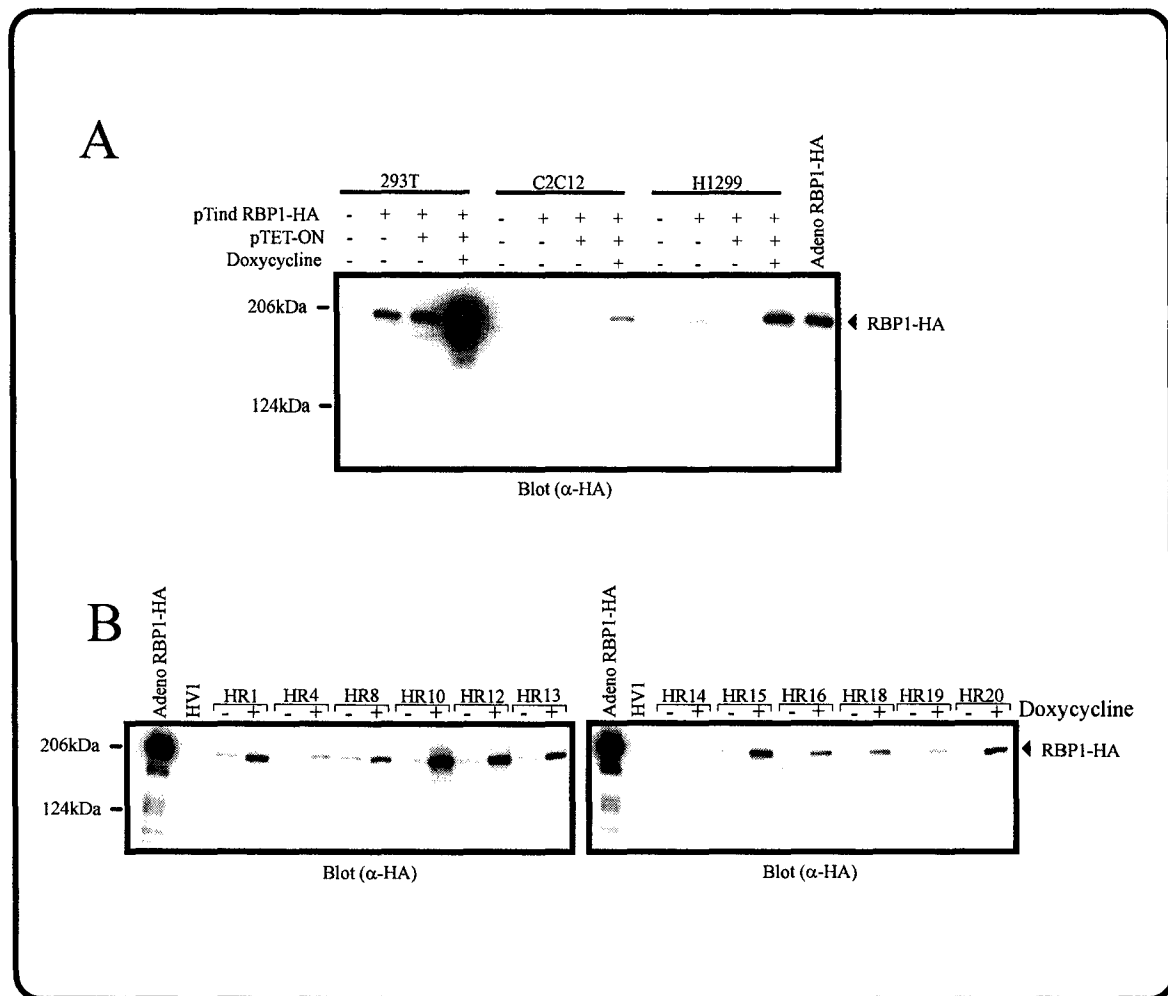 A
293T C2C12 H1299 Adeno RBP1-HA
pTind RBP1-HA - + + + - + + + - + + +
pTET-ON - - + + - - + + - - + +
Doxycycline - - - + - - - + - - - +
206kDa
RBP1-HA
124kDa
Blot (α-HA)
B
Adeno RBP1-HA HV1 HR1 HR4 HR8 HR10 HR12 HR13 Adeno RBP1-HA HV1 HR14 HR15 HR16 HR18 HR19 HR20
- + - + - + - + - + - + - + - + - + - + - + - + Doxycycline
206kDa
RBP1-HA
124kDa
Blot (α-HA) Blot (α-HA)